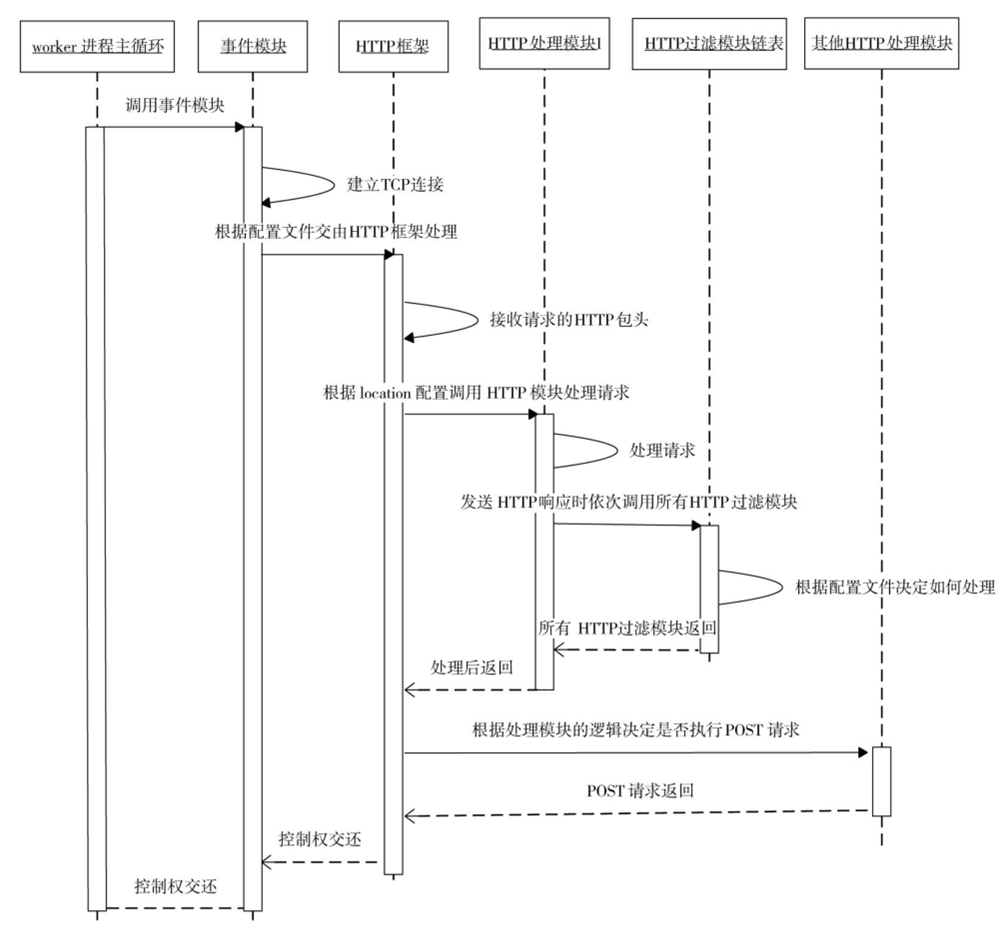 worker 进程主循环
事件模块
HTTP框架
HTTP 处理模块1
HTTP过滤模块链表
其他HTTP处理模块
调用事件模块
建立TCP连接
根据配置文件交由HTTP 框架处理
接收请求的HTTP 包头
根据 location 配置调用 HTTP 模块处理请求
处理请求
发送 HTTP响应时依次调用所有HTTP 过滤模块
根据配置文件决定如何处理
所有 HTTP过滤模块返回
处理后返回
根据处理模块的逻辑决定是否执行 POST 请求
POST 请求返回
控制权交还
控制权交还